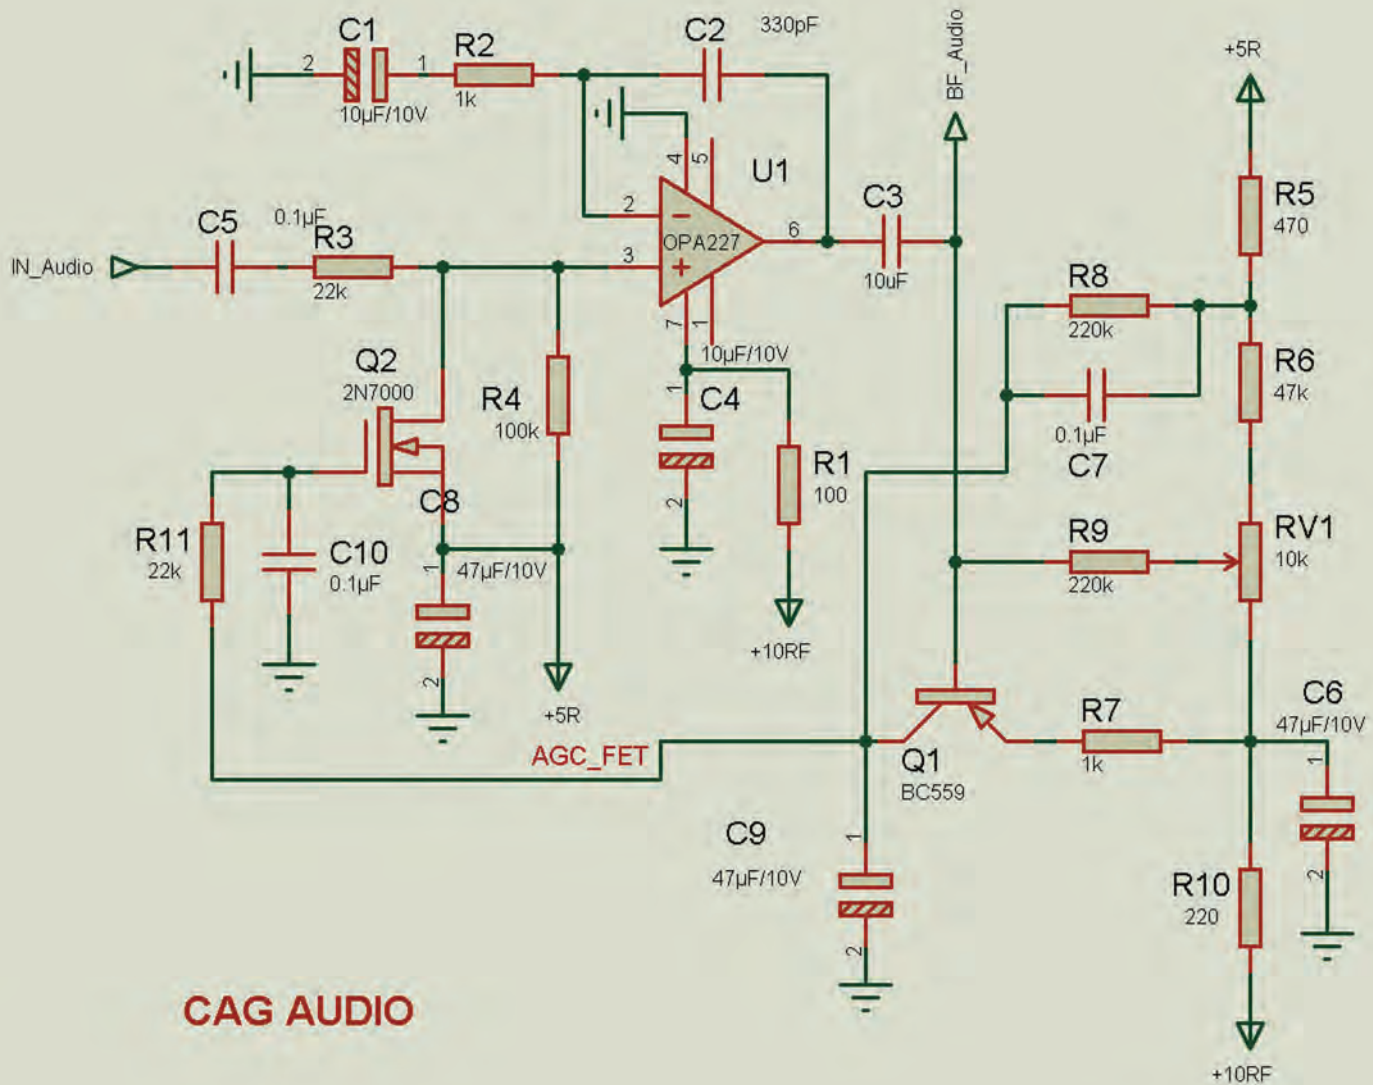 C1
2
1
10µF/10V
R2
1k
C2
330pF
BF_Audio
+5R
4
5
U1
2
OPA227
3
6
7
1
C3
10uF
R5
470
IN_Audio
C5
0.1µF
R3
22k
R8
220k
R6
47k
0.1µF
C7
Q2
2N7000
R4
100k
10µF/10V
C4
1
2
R1
100
+10RF
R11
22k
C10
0.1µF
C8
47µF/10V
1
2
+5R
R9
220k
RV1
10k
AGC_FET
Q1
BC559
R7
1k
C6
47µF/10V
1
2
C9
47µF/10V
1
2
R10
220
+10RF
CAG AUDIO